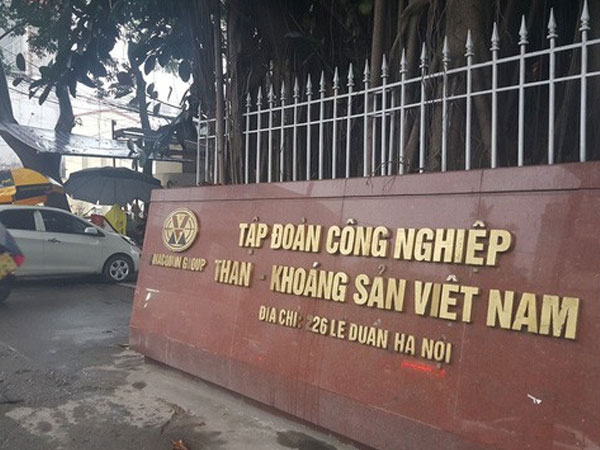 TẬP ĐOÀN CÔNG NGHIỆP
THAN - KHOÁNG SẢN VIỆT NAM
ĐỊA CHỈ: 226 LÊ DUẨN HÀ NỘI
VINACOMIN GROUP